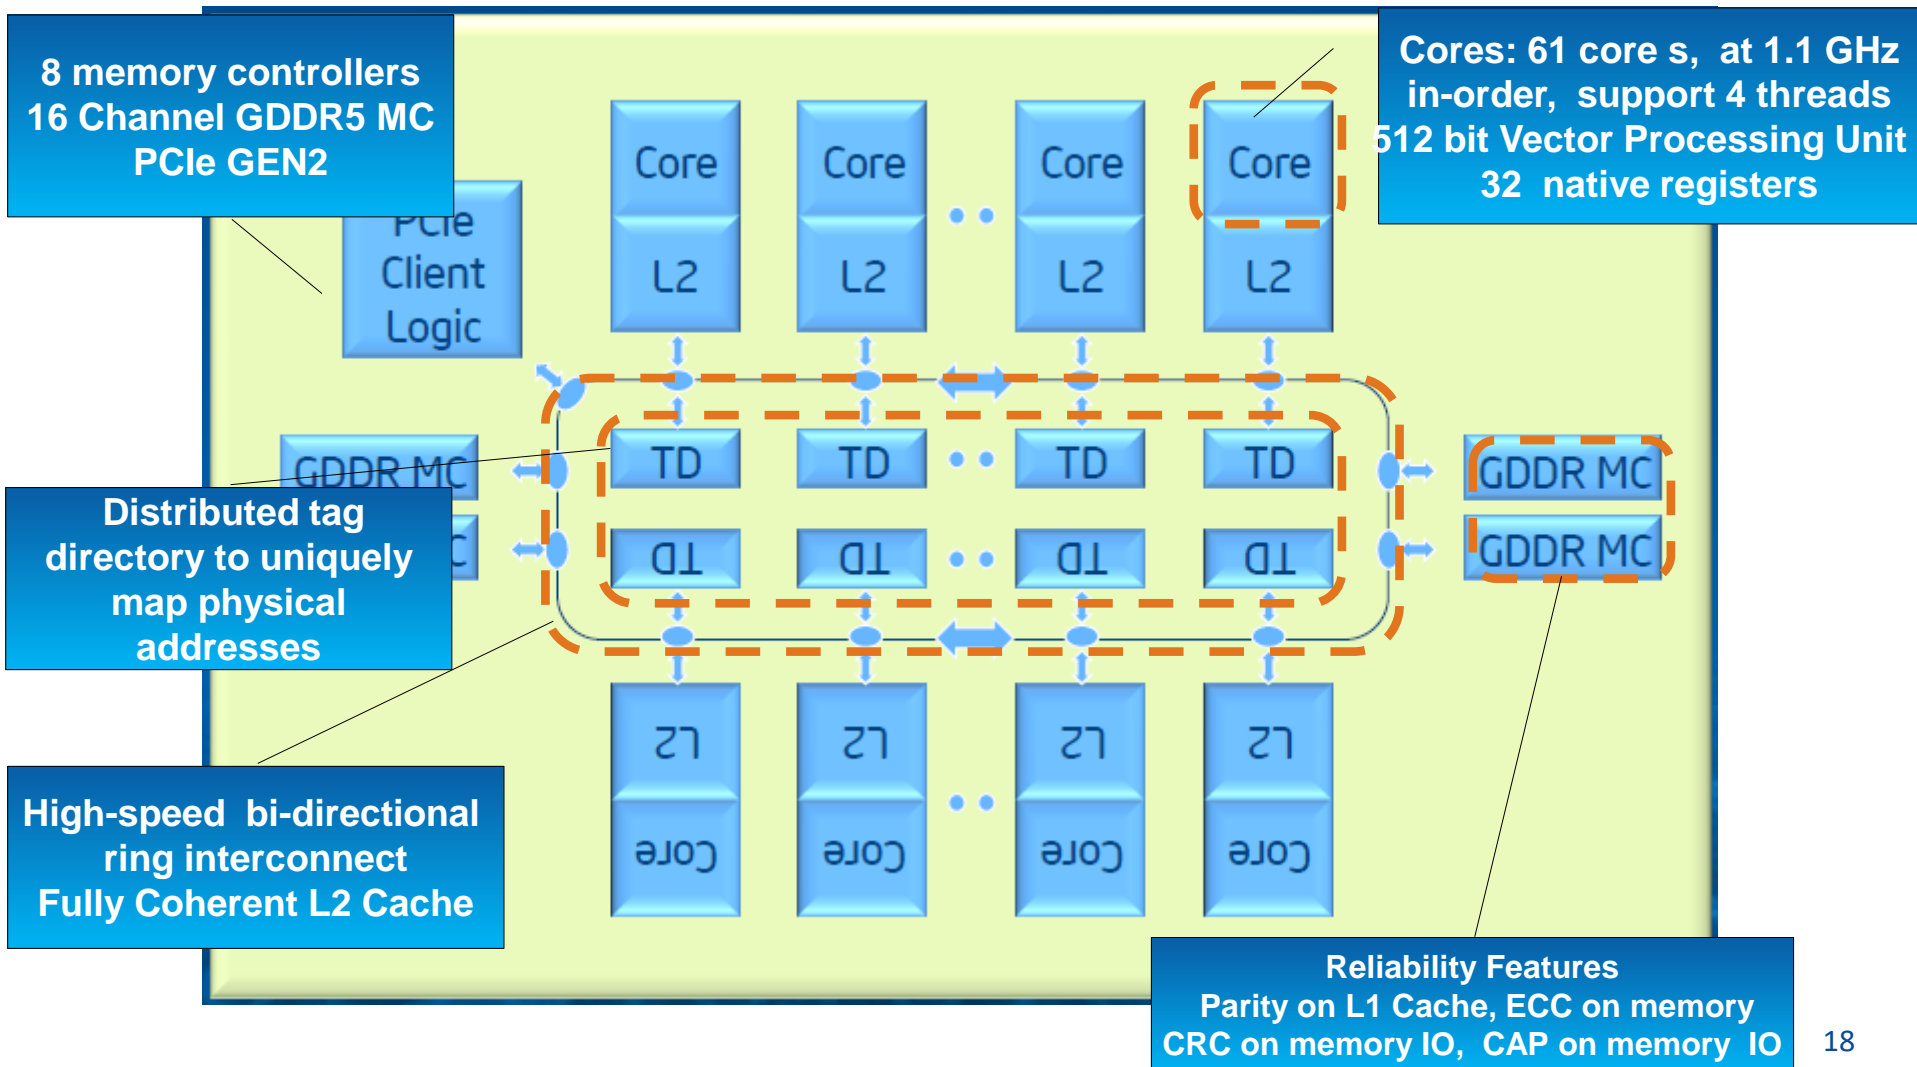 8 memory controllers
16 Channel GDDR5 MC
PCIe GEN2
Cores: 61 core s, at 1.1 GHz
in-order, support 4 threads
512 bit Vector Processing Unit
32 native registers
PCIe
Client
Logic
Core Core Core Core
L2 L2 L2 L2
GDDR MC
TD TD TD TD
GDDR MC
Distributed tag
directory to uniquely
map physical
addresses
TD TD TD TD
GDDR MC
L2 L2 L2 L2
Core Core Core Core
High-speed bi-directional
ring interconnect
Fully Coherent L2 Cache
Reliability Features
Parity on L1 Cache, ECC on memory
CRC on memory IO, CAP on memory IO
18